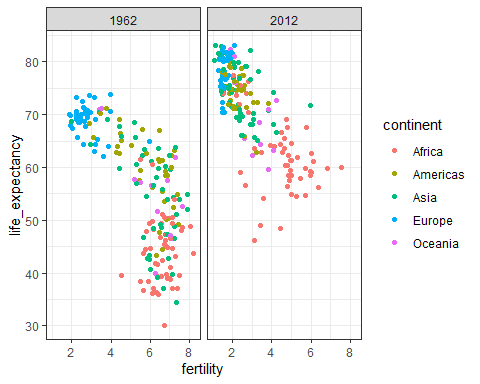 1962
2012
80
70
60
50
40
30
life_expectancy
2 4 6 8
2 4 6 8
fertility
continent
Africa
Americas
Asia
Europe
Oceania